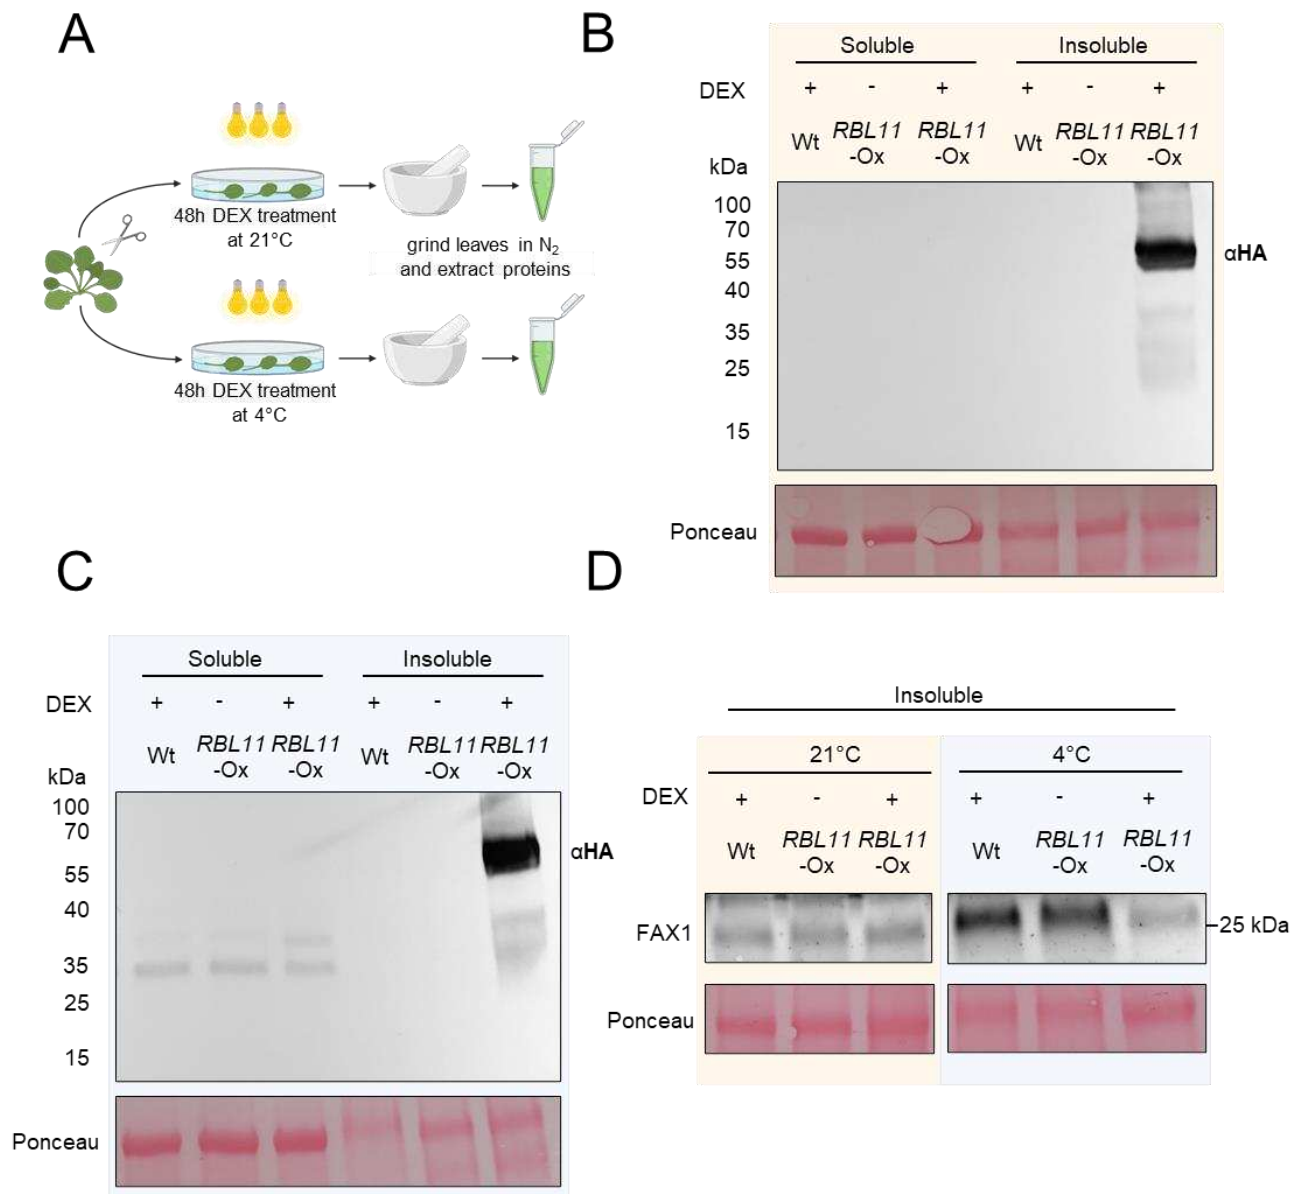 A
48h DEX treatment
at 21°C
grind leaves in N₂
and extract proteins
48h DEX treatment
at 4°C
B
Soluble Insoluble
DEX + - + + - +
Wt RBL11 -Ox RBL11 -Ox Wt RBL11 -Ox RBL11 -Ox
kDa
100
70
55
40
35
25
15
αHA
Ponceau
C
Soluble Insoluble
DEX + - + + - +
Wt RBL11 -Ox RBL11 -Ox Wt RBL11 -Ox RBL11 -Ox
kDa
100
70
55
40
35
25
15
αHA
Ponceau
D
Insoluble
21°C 4°C
DEX + - + + - +
Wt RBL11 -Ox RBL11 -Ox Wt RBL11 -Ox RBL11 -Ox
FAX1
25 kDa
Ponceau